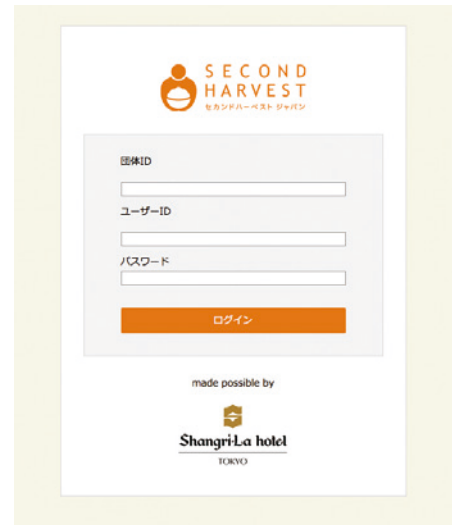 SECOND
HARVEST
セカンドハーベスト ジャパン
団体ID
ユーザーID
パスワード
ログイン
made possible by
Shangri-La hotel
TOKYO